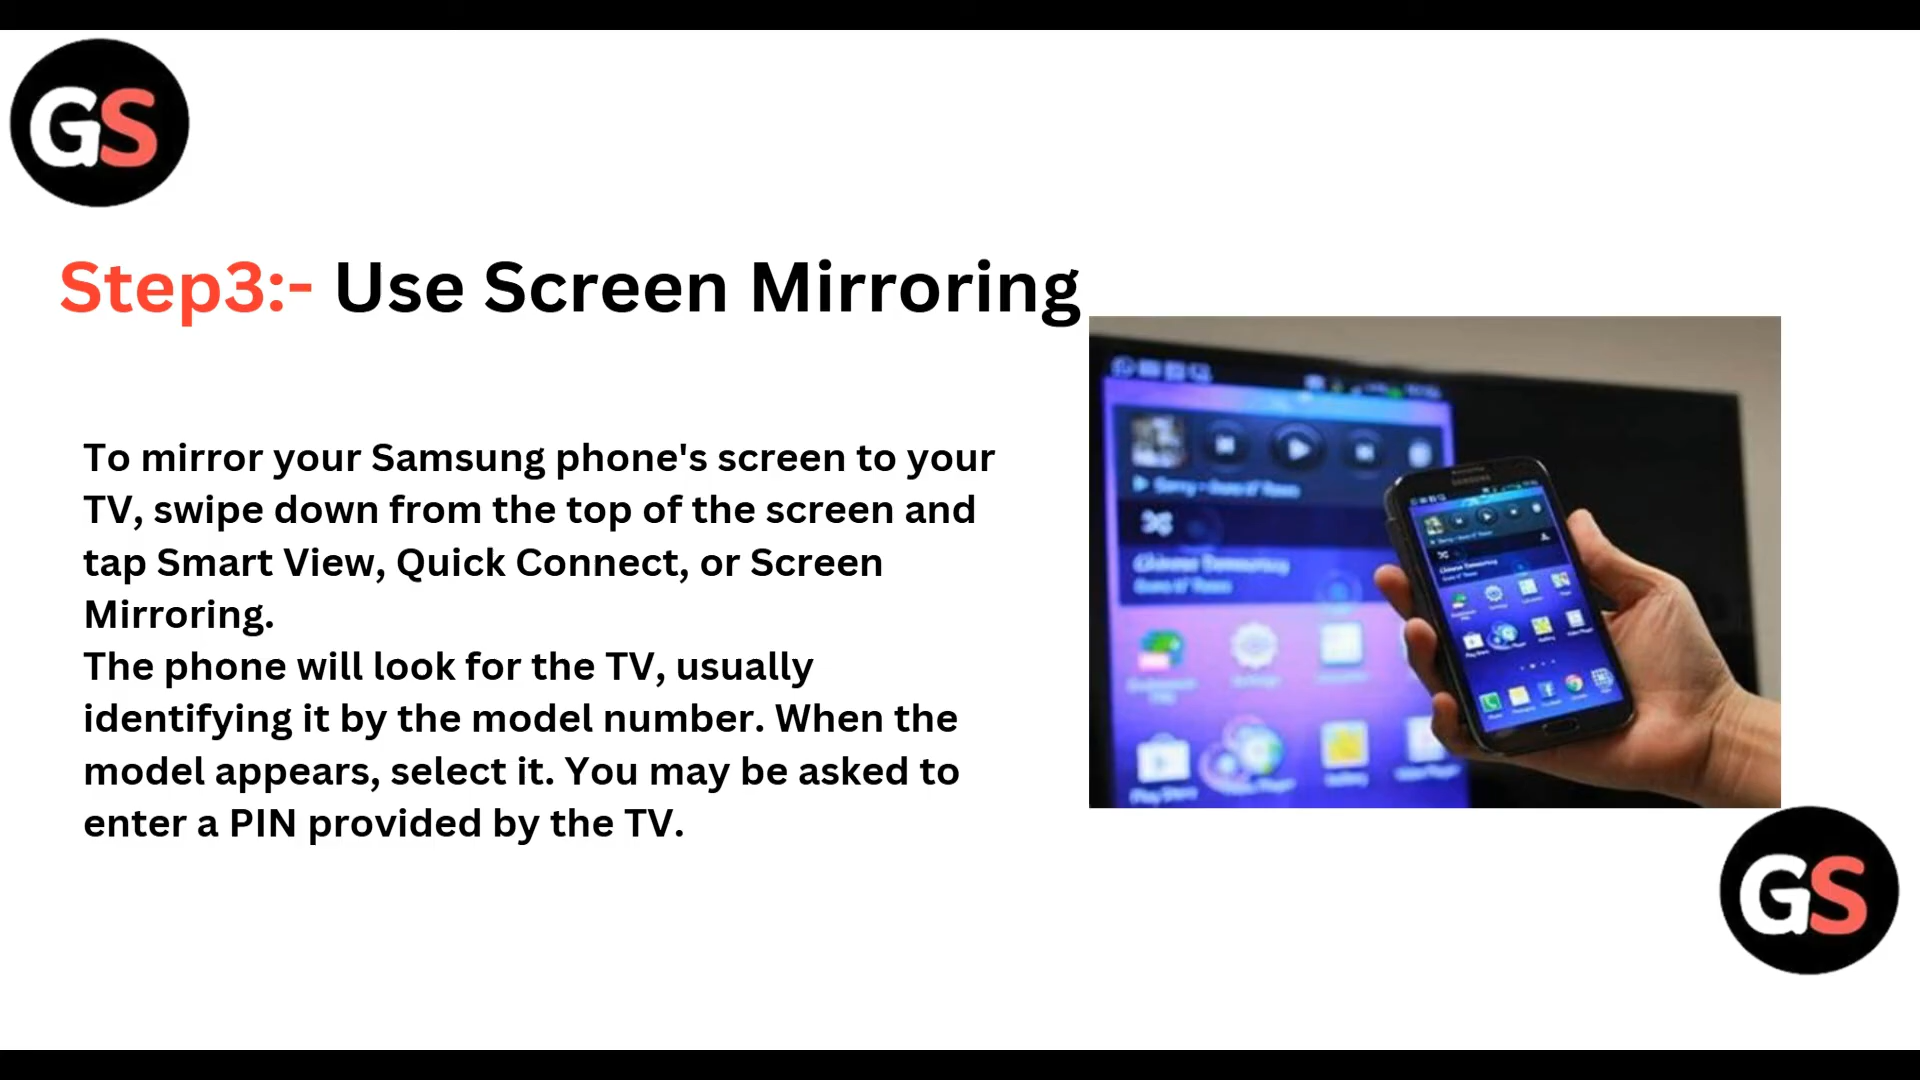 GS
Step3:- Use Screen Mirroring
To mirror your Samsung phone's screen to your
TV, swipe down from the top of the screen and
tap Smart View, Quick Connect, or Screen
Mirroring.
The phone will look for the TV, usually
identifying it by the model number. When the
model appears, select it. You may be asked to
enter a PIN provided by the TV.
SAMSUNG
Play Store
GS